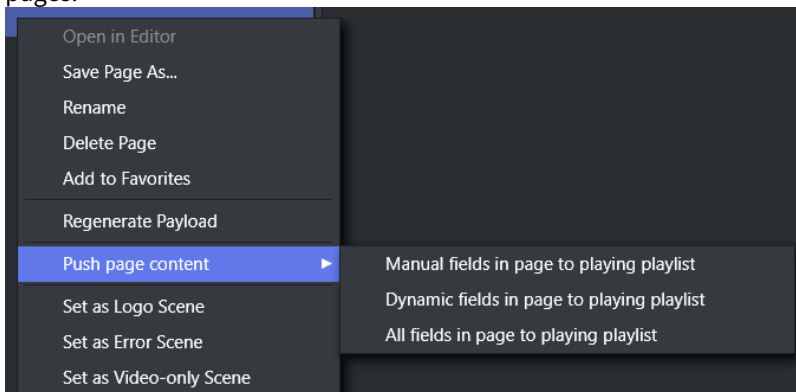 pages.
Open in Editor
Save Page As...
Rename
Delete Page
Add to Favorites
Regenerate Payload
Push page content
Manual fields in page to playing playlist
Dynamic fields in page to playing playlist
All fields in page to playing playlist
Set as Logo Scene
Set as Error Scene
Set as Video-only Scene